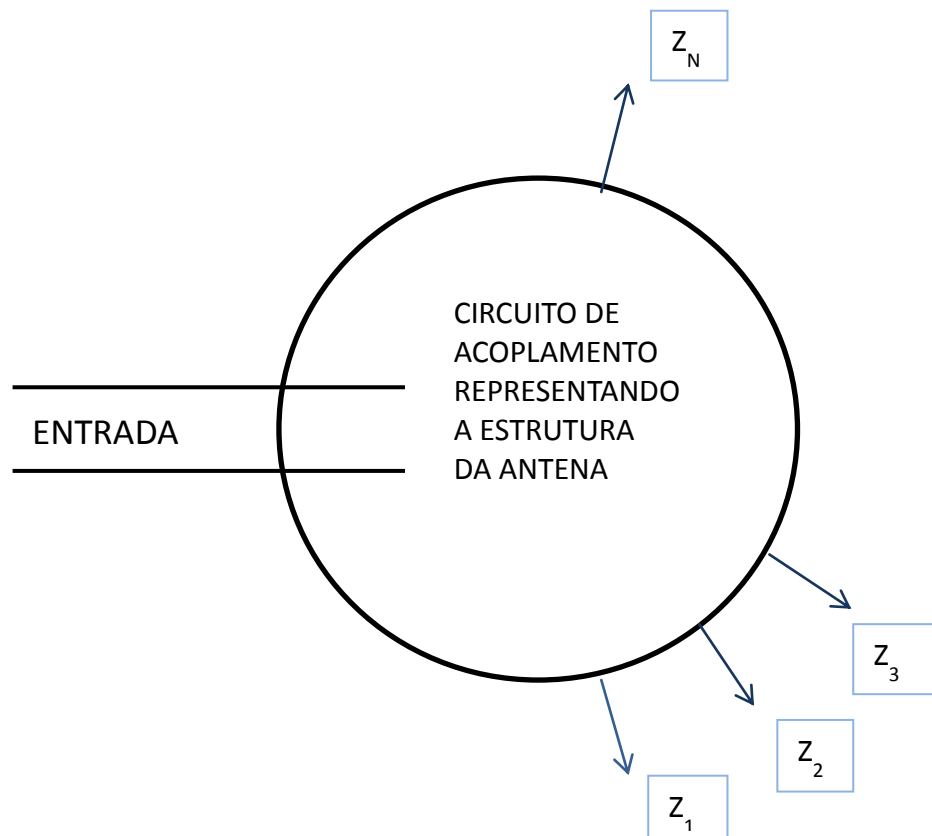 Z_N
CIRCUITO DE
ACOPLAMENTO
REPRESENTANDO
A ESTRUTURA
DA ANTENA
ENTRADA
Z_3
Z_2
Z_1